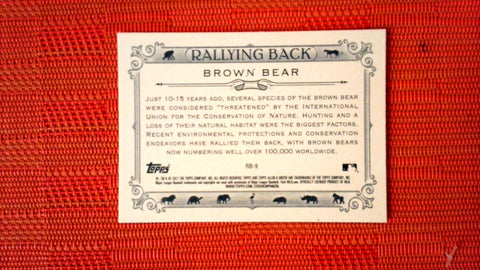 RALLYING BACK
BROWN BEAR
JUST 10-15 YEARS AGO, SEVERAL SPECIES OF THE BROWN BEAR
WERE CONSIDERED "THREATENED" BY THE INTERNATIONAL
UNION FOR THE CONSERVATION OF NATURE. HUNTING AND A
LOSS OF THEIR NATURAL HABITAT WERE THE BIGGEST FACTORS.
RECENT ENVIRONMENTAL PROTECTIONS AND CONSERVATION
ENDEAVORS HAVE RALLIED THEM BACK, WITH BROWN BEARS
NOW NUMBERING WELL OVER 100,000 WORLDWIDE.
RB-9
Topps